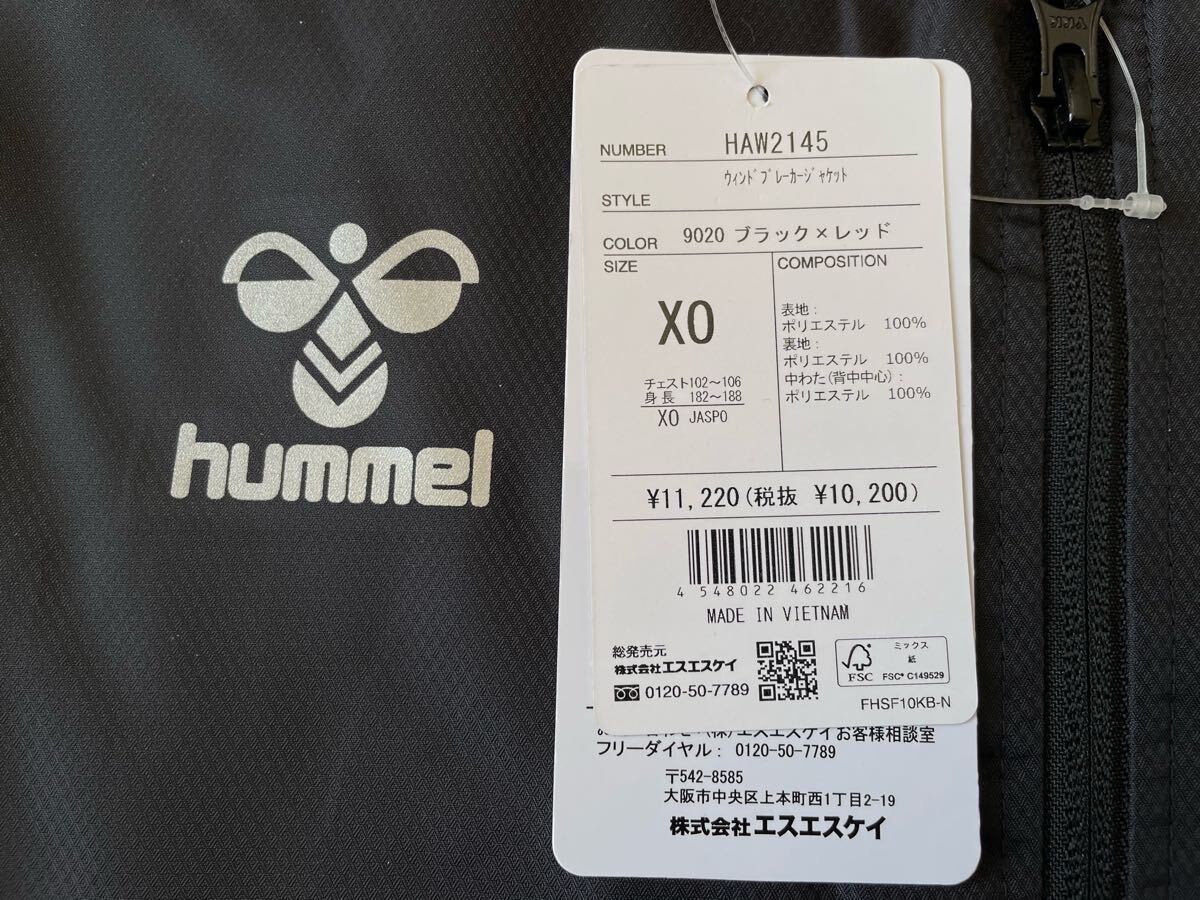 hummel
YKK
NUMBER HAW2145
ウィンドブレーカージャケット
STYLE
COLOR 9020 ブラック×レッド
SIZE
XO
チェスト102～106
身長 182～188
XO JASPO
COMPOSITION
表地:
ポリエステル 100%
裏地:
ポリエステル 100%
中わた(背中中心):
ポリエステル 100%
¥11,220(税抜 ¥10,200)
4 548022 462216
MADE IN VIETNAM
総発売元
株式会社エスエスケイ
0120-50-7789
FSC
ミックス
紙
FSC® C149529
FHSF10KB-N
(株)エスエスケイお客様相談室
フリーダイヤル: 0120-50-7789
〒542-8585
大阪市中央区上本町西1丁目2-19
株式会社エスエスケイ